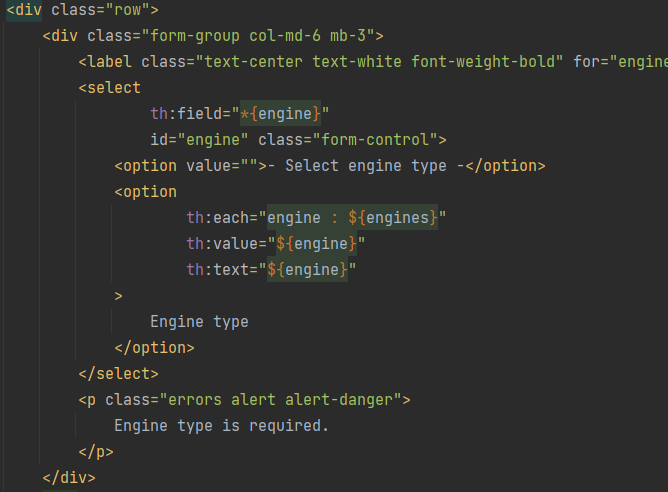 <div class="row">
<div class="form-group col-md-6 mb-3">
<label class="text-center text-white font-weight-bold" for="engine
<select
th:field="*{engine}"
id="engine" class="form-control">
<option value="">- Select engine type -</option>
<option
th:each="engine : ${engines}"
th:value="${engine}"
th:text="${engine}"
>
Engine type
</option>
</select>
<p class="errors alert alert-danger">
Engine type is required.
</p>
</div>